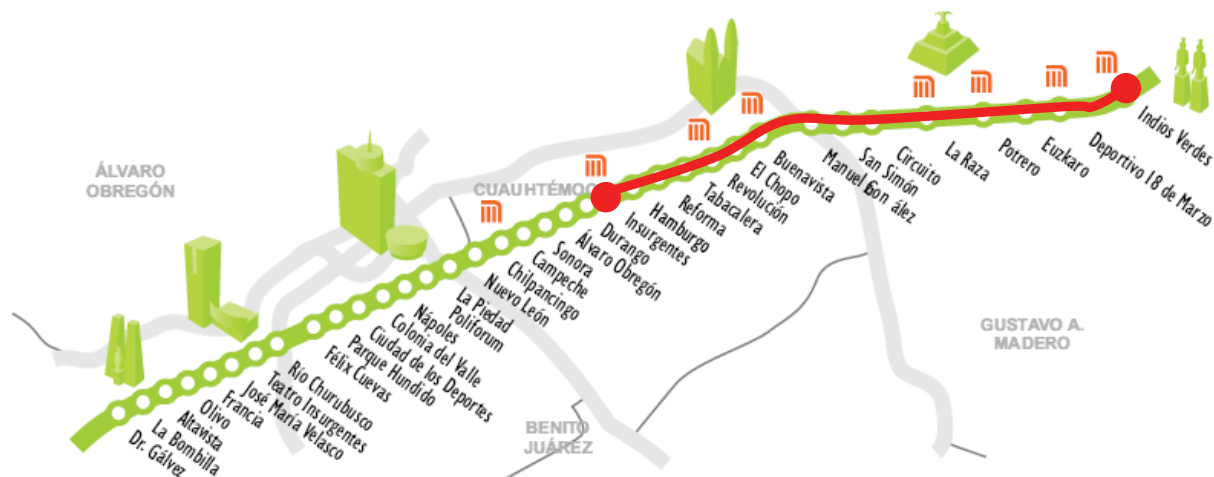 ÁLVARO
OBREGÓN
CUAUHTÉMOC
GUSTAVO A.
MADERO
BENITO
JUÁREZ
Indios Verdes
Deportivo 18 de Marzo
Euzkaro
Potrero
La Raza
Circuito
San Simón
Manuel Gon ález
Buenavista
El Chopo
Revolución
Tabacalera
Reforma
Hamburgo
Insurgentes
Durango
Álvaro Obregón
Sonora
Campeche
Chilpancingo
Nuevo León
La Piedad
Poliforum
Nápoles
Colonia del Valle
Ciudad de los Deportes
Parque Hundido
Félix Cuevas
Río Churubusco
Teatro Insurgentes
José María Velasco
Francia
Olivo
Altavista
La Bombilla
Dr. Gálvez